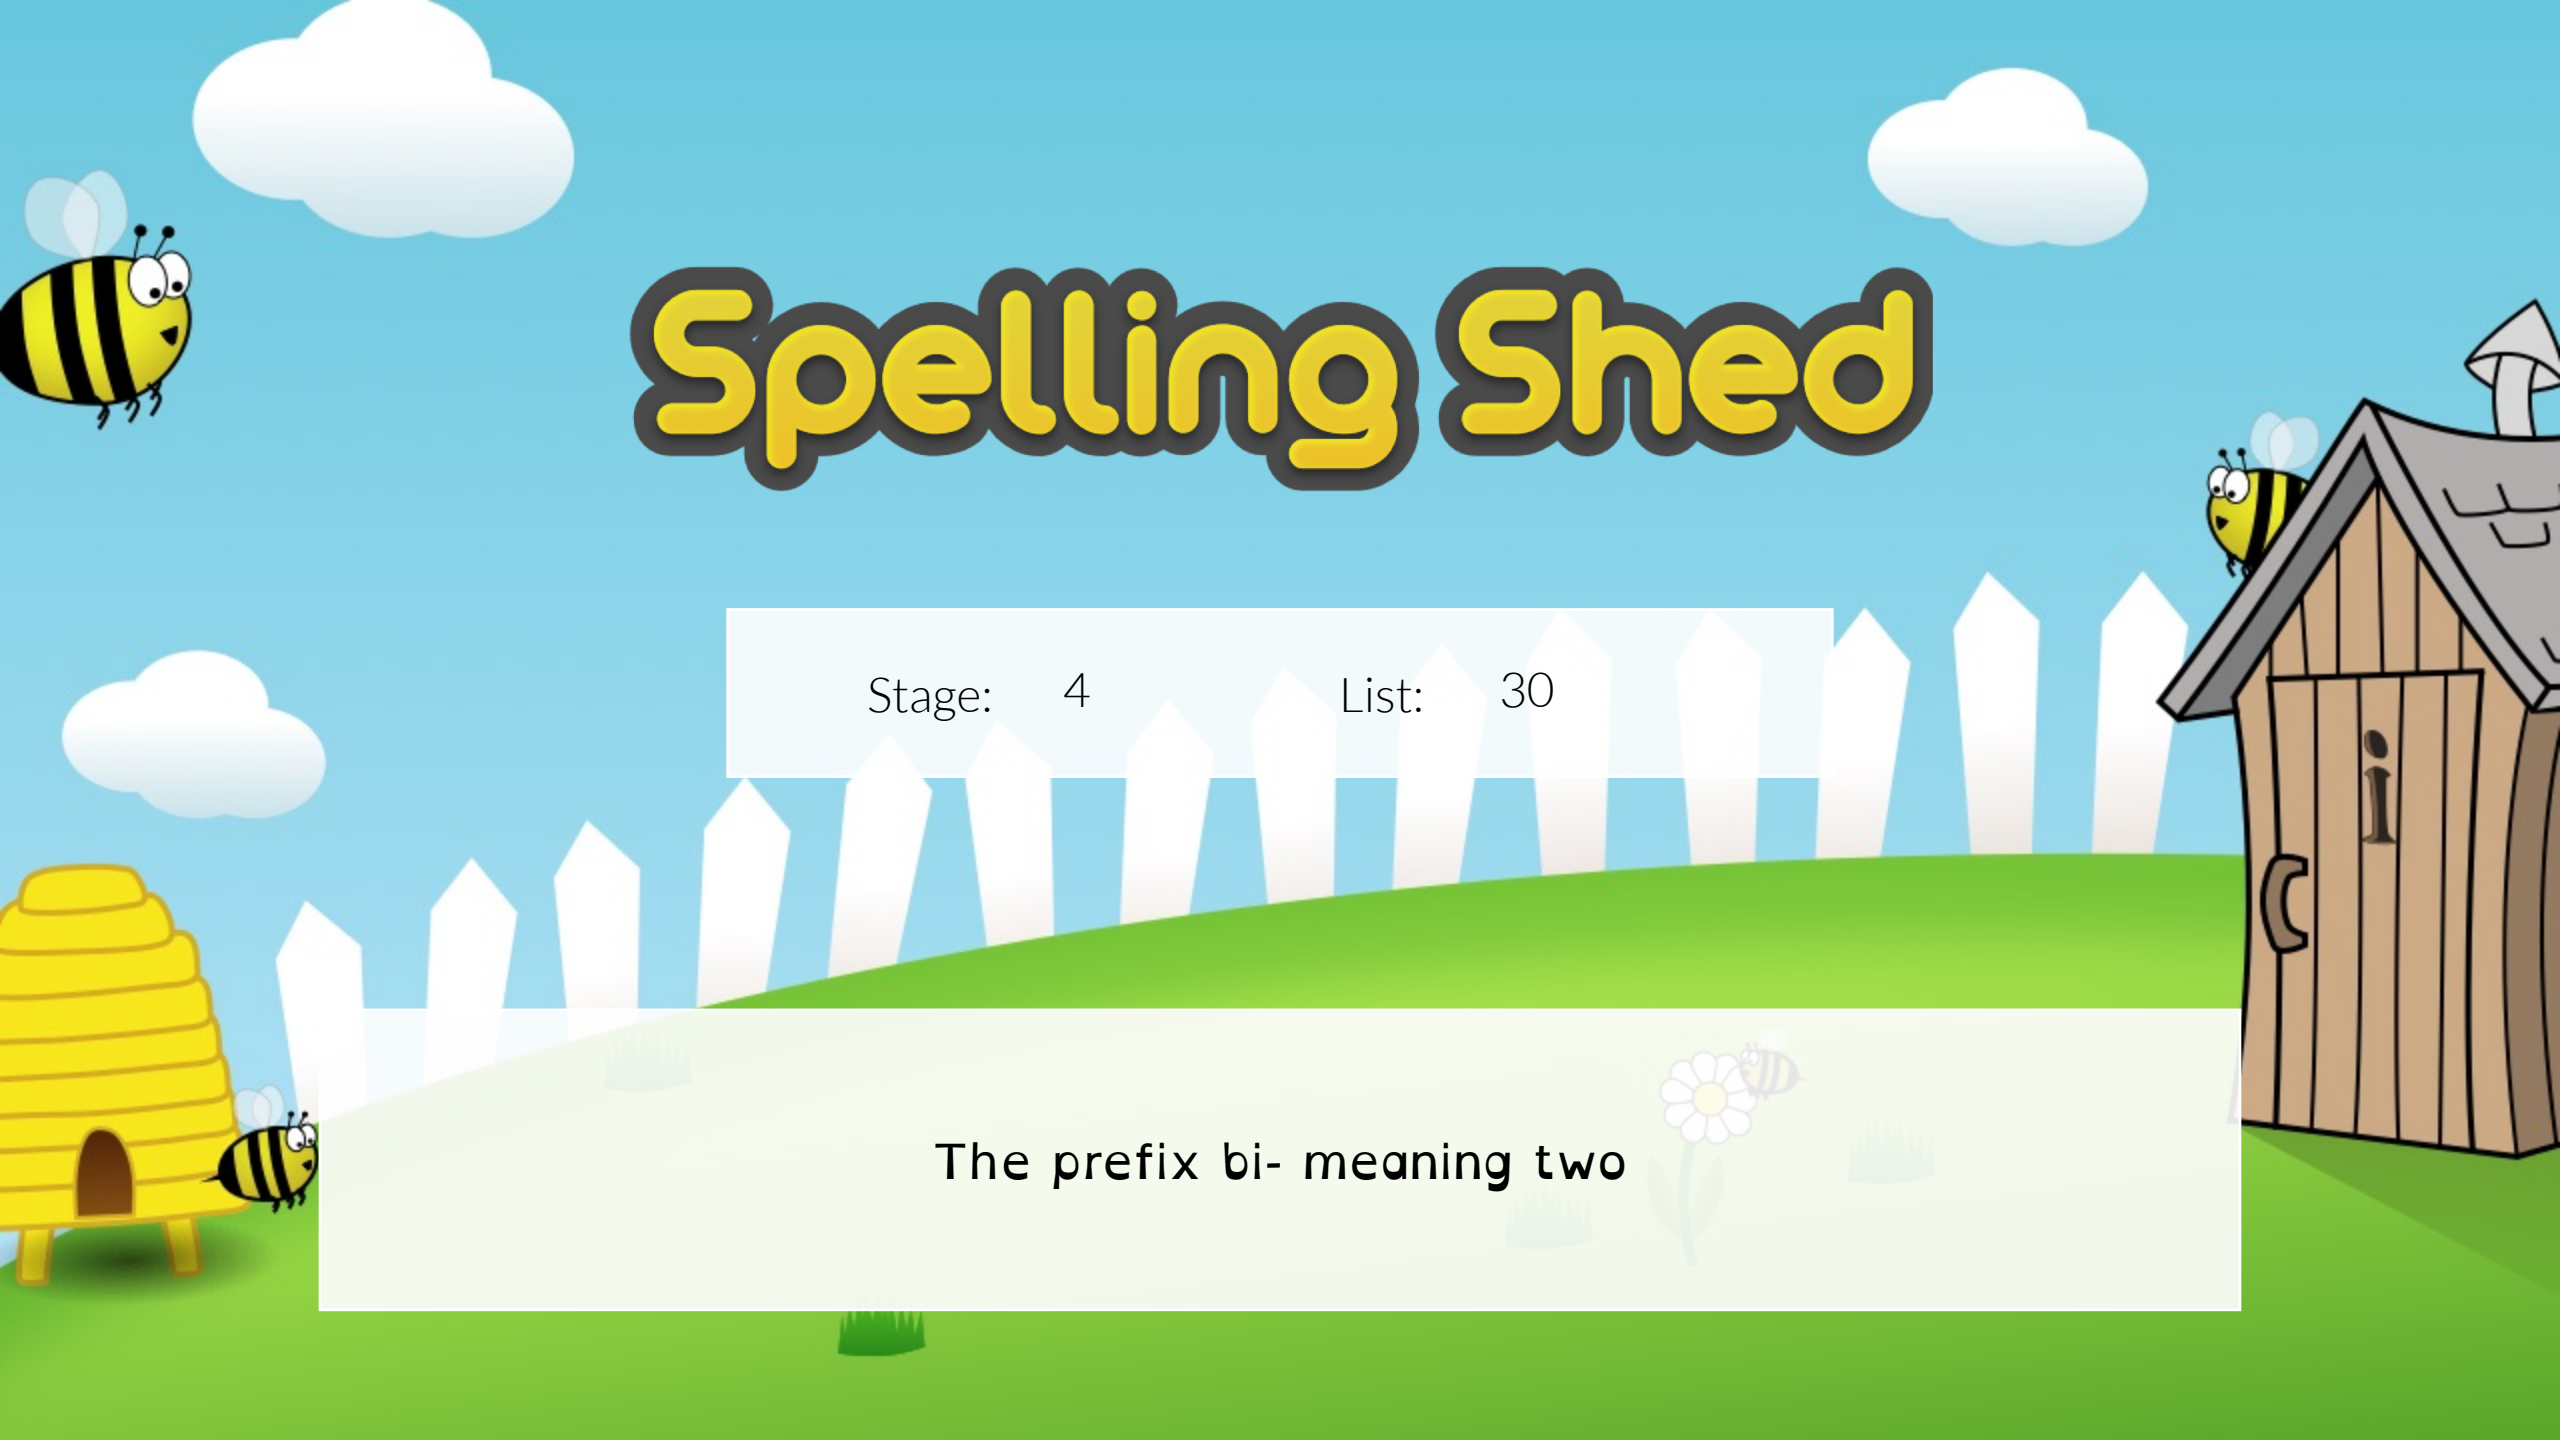 Spelling Shed
Stage: 4 List: 30
i
The prefix bi- meaning two